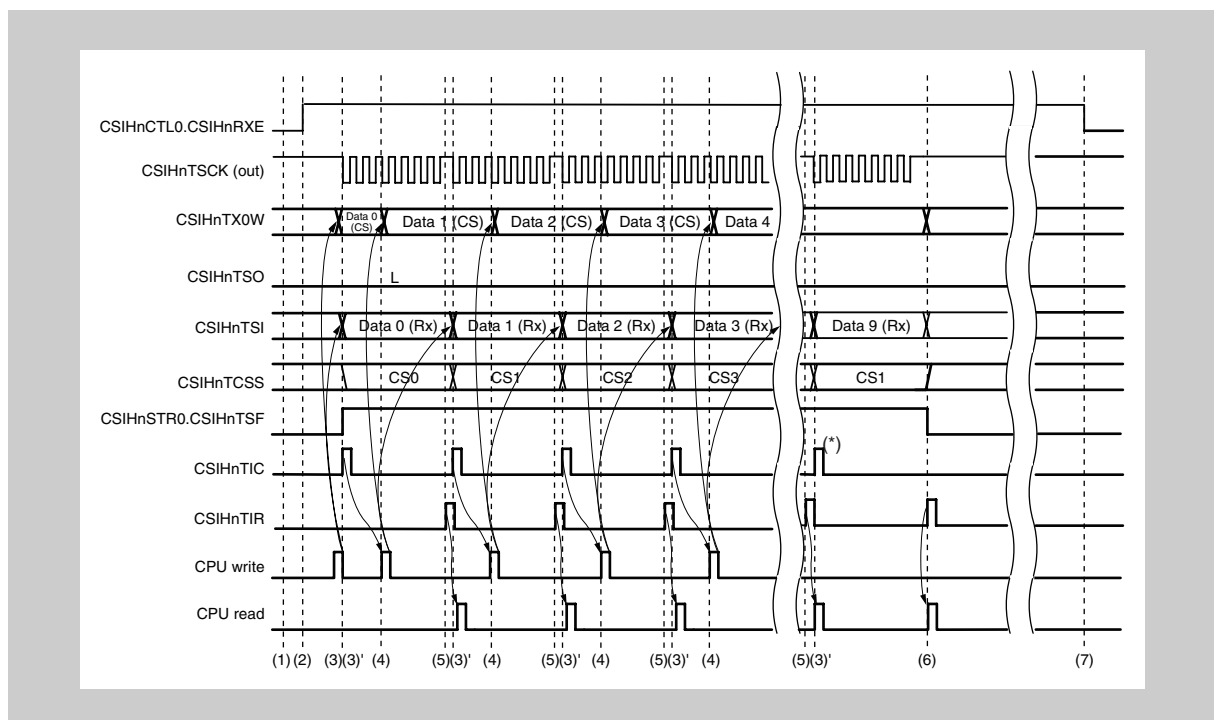 CSIHnCTL0.CSIHnRXE
CSIHnTSCK (out)
CSIHnTX0W
Data 0
(CS)
Data 1 (CS)
Data 2 (CS)
Data 3 (CS)
Data 4
CSIHnTSO
L
CSIHnTSI
Data 0 (Rx)
Data 1 (Rx)
Data 2 (Rx)
Data 3 (Rx)
Data 9 (Rx)
CSIHnTCSS
CS0
CS1
CS2
CS3
CS1
CSIHnSTR0.CSIHnTSF
CSIHnTIC
(*)
CSIHnTIR
CPU write
CPU read
(1) (2) (3)(3)' (4) (5)(3)' (4) (5)(3)' (4) (5)(3)' (4) (5)(3)' (6) (7)